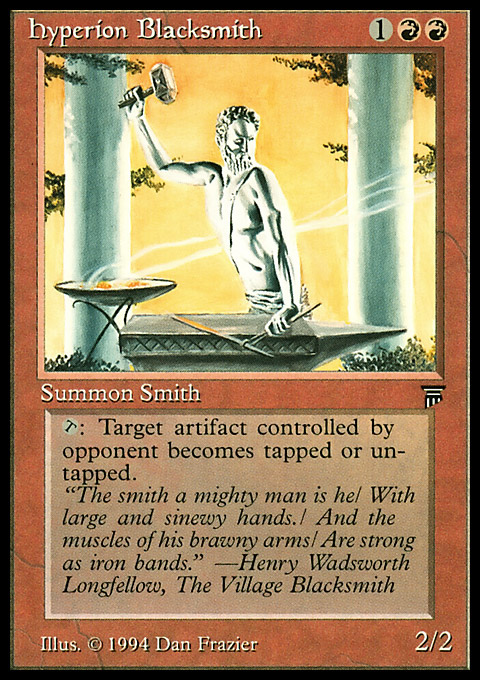 Hyperion Blacksmith 1
Summon Smith
: Target artifact controlled by
opponent becomes tapped or un-
tapped.
“The smith a mighty man is he/ With
large and sinewy hands./ And the
muscles of his brawny arms/ Are strong
as iron bands.” —Henry Wadsworth
Longfellow, The Village Blacksmith
Illus. © 1994 Dan Frazier 2/2